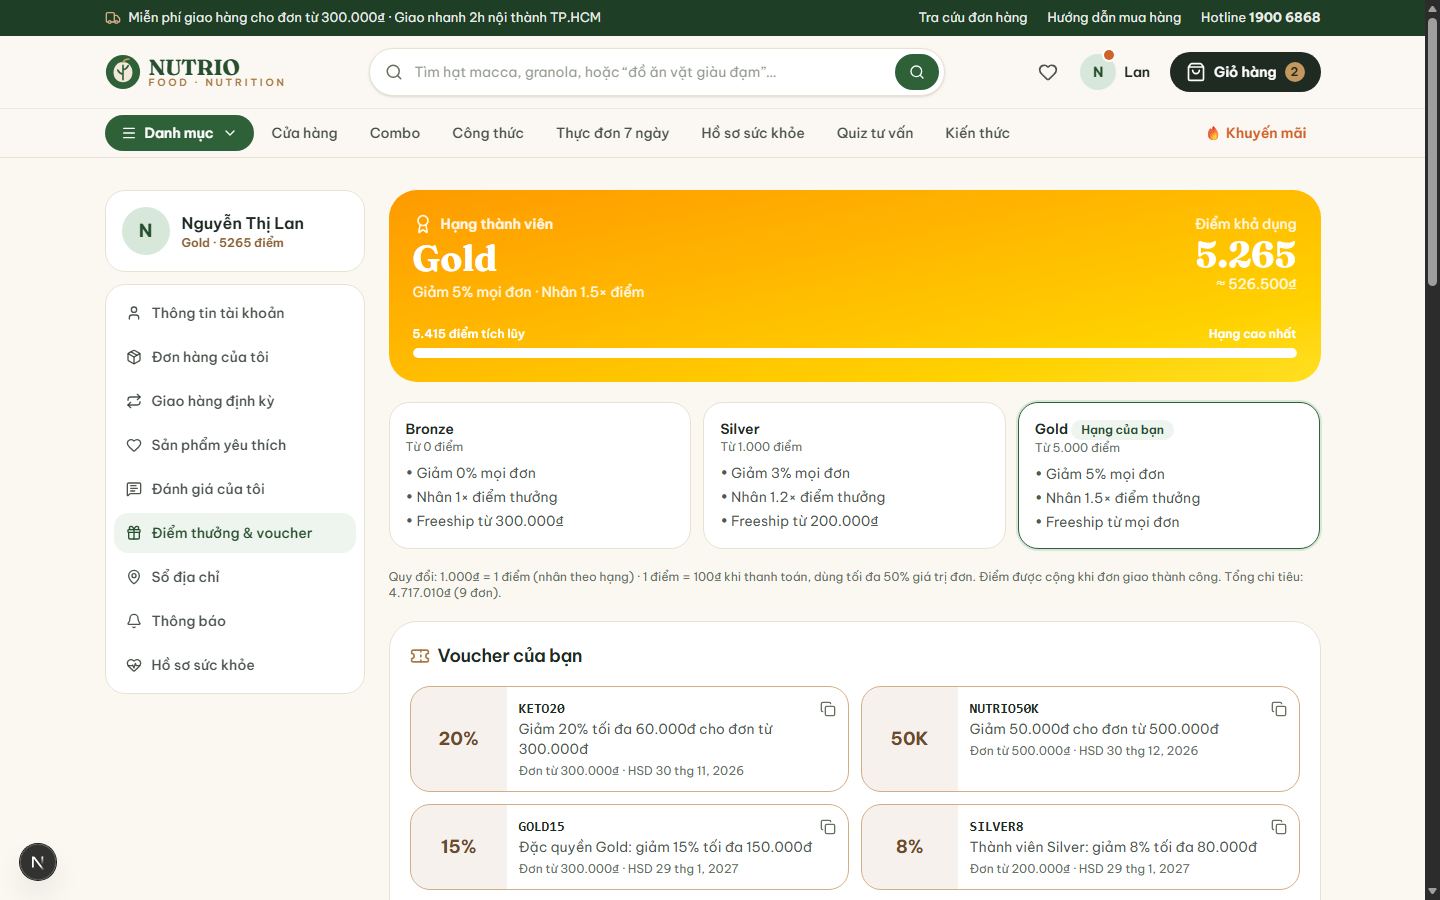 Miễn phí giao hàng cho đơn từ 300.000₫ · Giao nhanh 2h nội thành TP.HCM
Tra cứu đơn hàng
Hướng dẫn mua hàng
Hotline 1900 6868
NUTRIO
FOOD · NUTRITION
Tìm hạt macca, granola, hoặc “đồ ăn vặt giàu đạm”...
N
Lan
Giỏ hàng 2
Danh mục
Cửa hàng
Combo
Công thức
Thực đơn 7 ngày
Hồ sơ sức khỏe
Quiz tư vấn
Kiến thức
Khuyến mãi
N
Nguyễn Thị Lan
Gold · 5265 điểm
Thông tin tài khoản
Đơn hàng của tôi
Giao hàng định kỳ
Sản phẩm yêu thích
Đánh giá của tôi
Điểm thưởng & voucher
Sổ địa chỉ
Thông báo
Hồ sơ sức khỏe
Hạng thành viên
Gold
Giảm 5% mọi đơn · Nhân 1.5× điểm
Điểm khả dụng
5.265
≈ 526.500₫
5.415 điểm tích lũy
Hạng cao nhất
Bronze
Từ 0 điểm
• Giảm 0% mọi đơn
• Nhân 1× điểm thưởng
• Freeship từ 300.000₫
Silver
Từ 1.000 điểm
• Giảm 3% mọi đơn
• Nhân 1.2× điểm thưởng
• Freeship từ 200.000₫
Gold Hạng của bạn
Từ 5.000 điểm
• Giảm 5% mọi đơn
• Nhân 1.5× điểm thưởng
• Freeship từ mọi đơn
Quy đổi: 1.000₫ = 1 điểm (nhân theo hạng) · 1 điểm = 100₫ khi thanh toán, dùng tối đa 50% giá trị đơn. Điểm được cộng khi đơn giao thành công. Tổng chi tiêu:
4.717.010₫ (9 đơn).
Voucher của bạn
20%
KETO20
Giảm 20% tối đa 60.000đ cho đơn từ
300.000đ
Đơn từ 300.000₫ · HSD 30 thg 11, 2026
50K
NUTRIO50K
Giảm 50.000đ cho đơn từ 500.000đ
Đơn từ 500.000₫ · HSD 30 thg 12, 2026
15%
GOLD15
Đặc quyền Gold: giảm 15% tối đa 150.000đ
Đơn từ 300.000₫ · HSD 29 thg 1, 2027
8%
SILVER8
Thành viên Silver: giảm 8% tối đa 80.000đ
Đơn từ 200.000₫ · HSD 29 thg 1, 2027
N